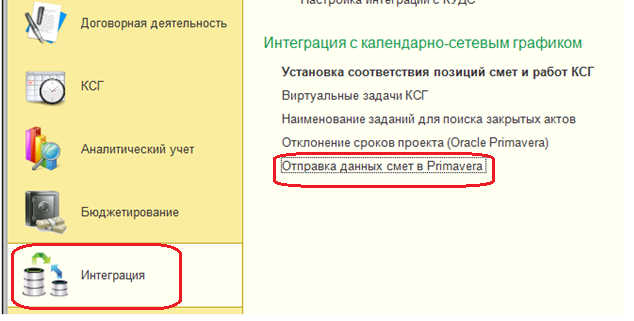 Договорная деятельность
КСГ
Аналитический учет
Бюджетирование
Интеграция
Настройка интеграции с КУДС
Интеграция с календарно-сетевым графиком
Установка соответствия позиций смет и работ КСГ
Виртуальные задачи КСГ
Наименование заданий для поиска закрытых актов
Отклонение сроков проекта (Oracle Primavera)
Отправка данных смет в Primavera